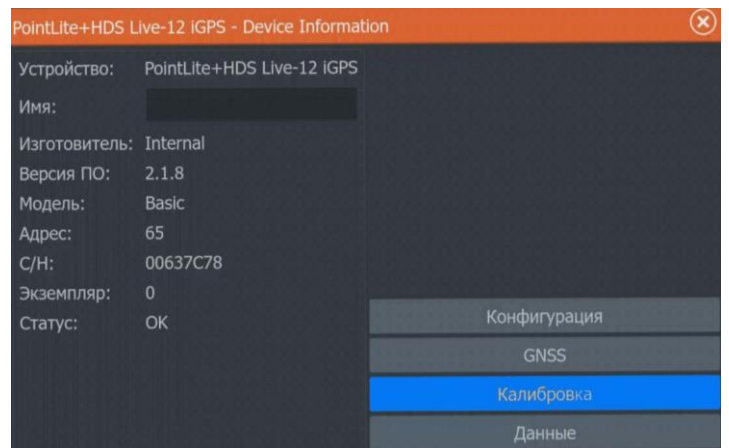 PointLite+HDS Live-12 iGPS - Device Information
Устройство: PointLite+HDS Live-12 iGPS
Имя:
Изготовитель: Internal
Версия ПО: 2.1.8
Модель: Basic
Адрес: 65
С/Н: 00637C78
Экземпляр: 0
Статус: OK
Конфигурация
GNSS
Калибровка
Данные